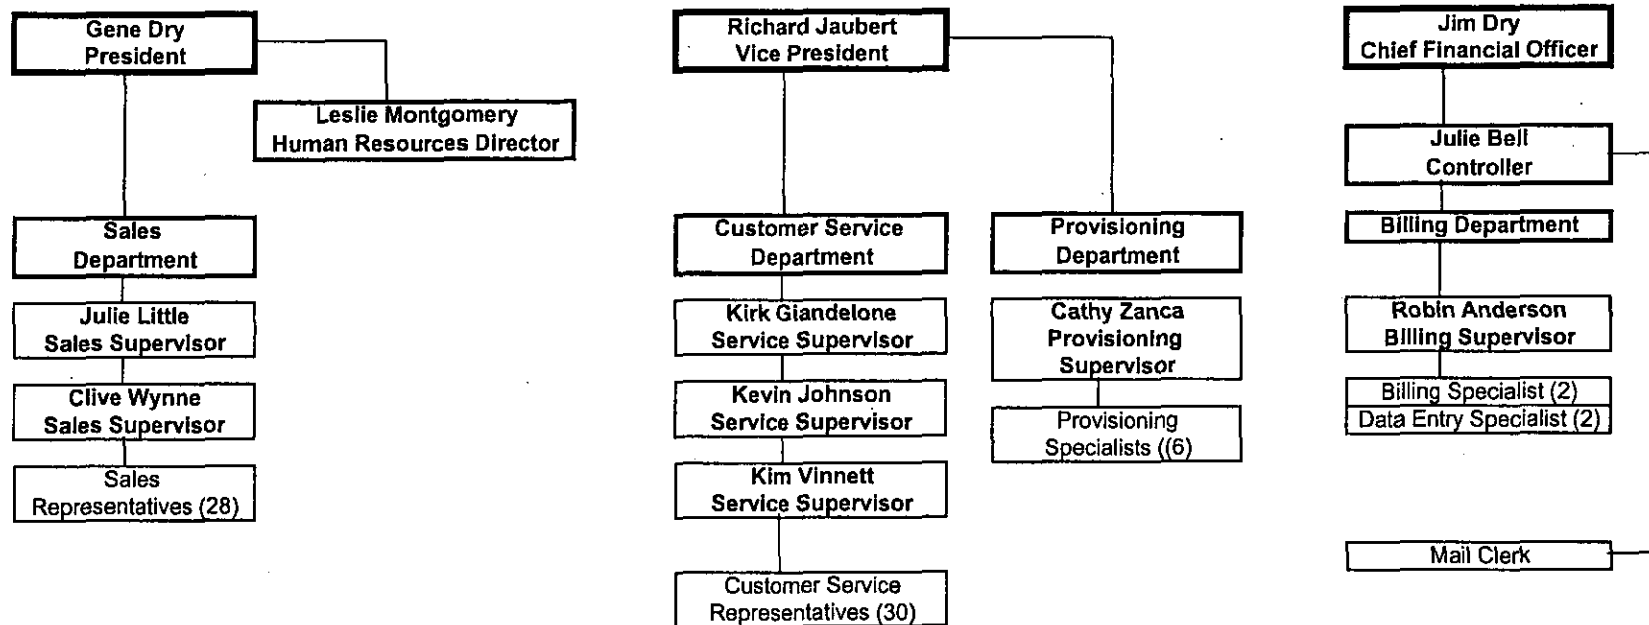 Gene Dry
President
Leslie Montgomery
Human Resources Director
Sales
Department
Julie Little
Sales Supervisor
Clive Wynne
Sales Supervisor
Sales
Representatives (28)
Richard Jaubert
Vice President
Customer Service
Department
Kirk Giandelone
Service Supervisor
Kevin Johnson
Service Supervisor
Kim Vinnett
Service Supervisor
Customer Service
Representatives (30)
Provisioning
Department
Cathy Zanca
Provisioning
Supervisor
Provisioning
Specialists ((6)
Jim Dry
Chief Financial Officer
Julie Bell
Controller
Billing Department
Robin Anderson
Billing Supervisor
Billing Specialist (2)
Data Entry Specialist (2)
Mail Clerk